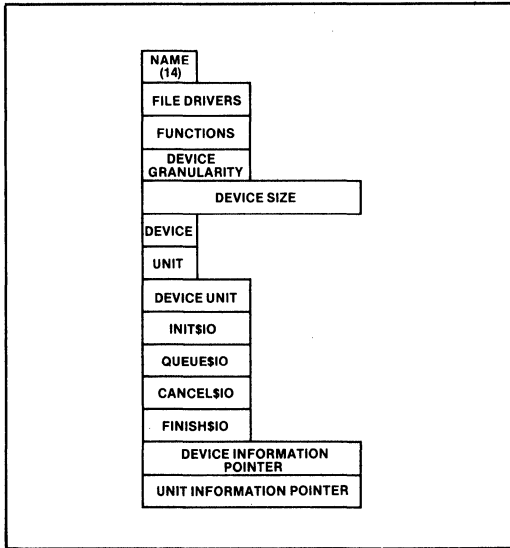 NAME
(14)
FILE DRIVERS
FUNCTIONS
DEVICE
GRANULARITY
DEVICE SIZE
DEVICE
UNIT
DEVICE UNIT
INIT$IO
QUEUE$IO
CANCEL$IO
FINISH$IO
DEVICE INFORMATION
POINTER
UNIT INFORMATION POINTER